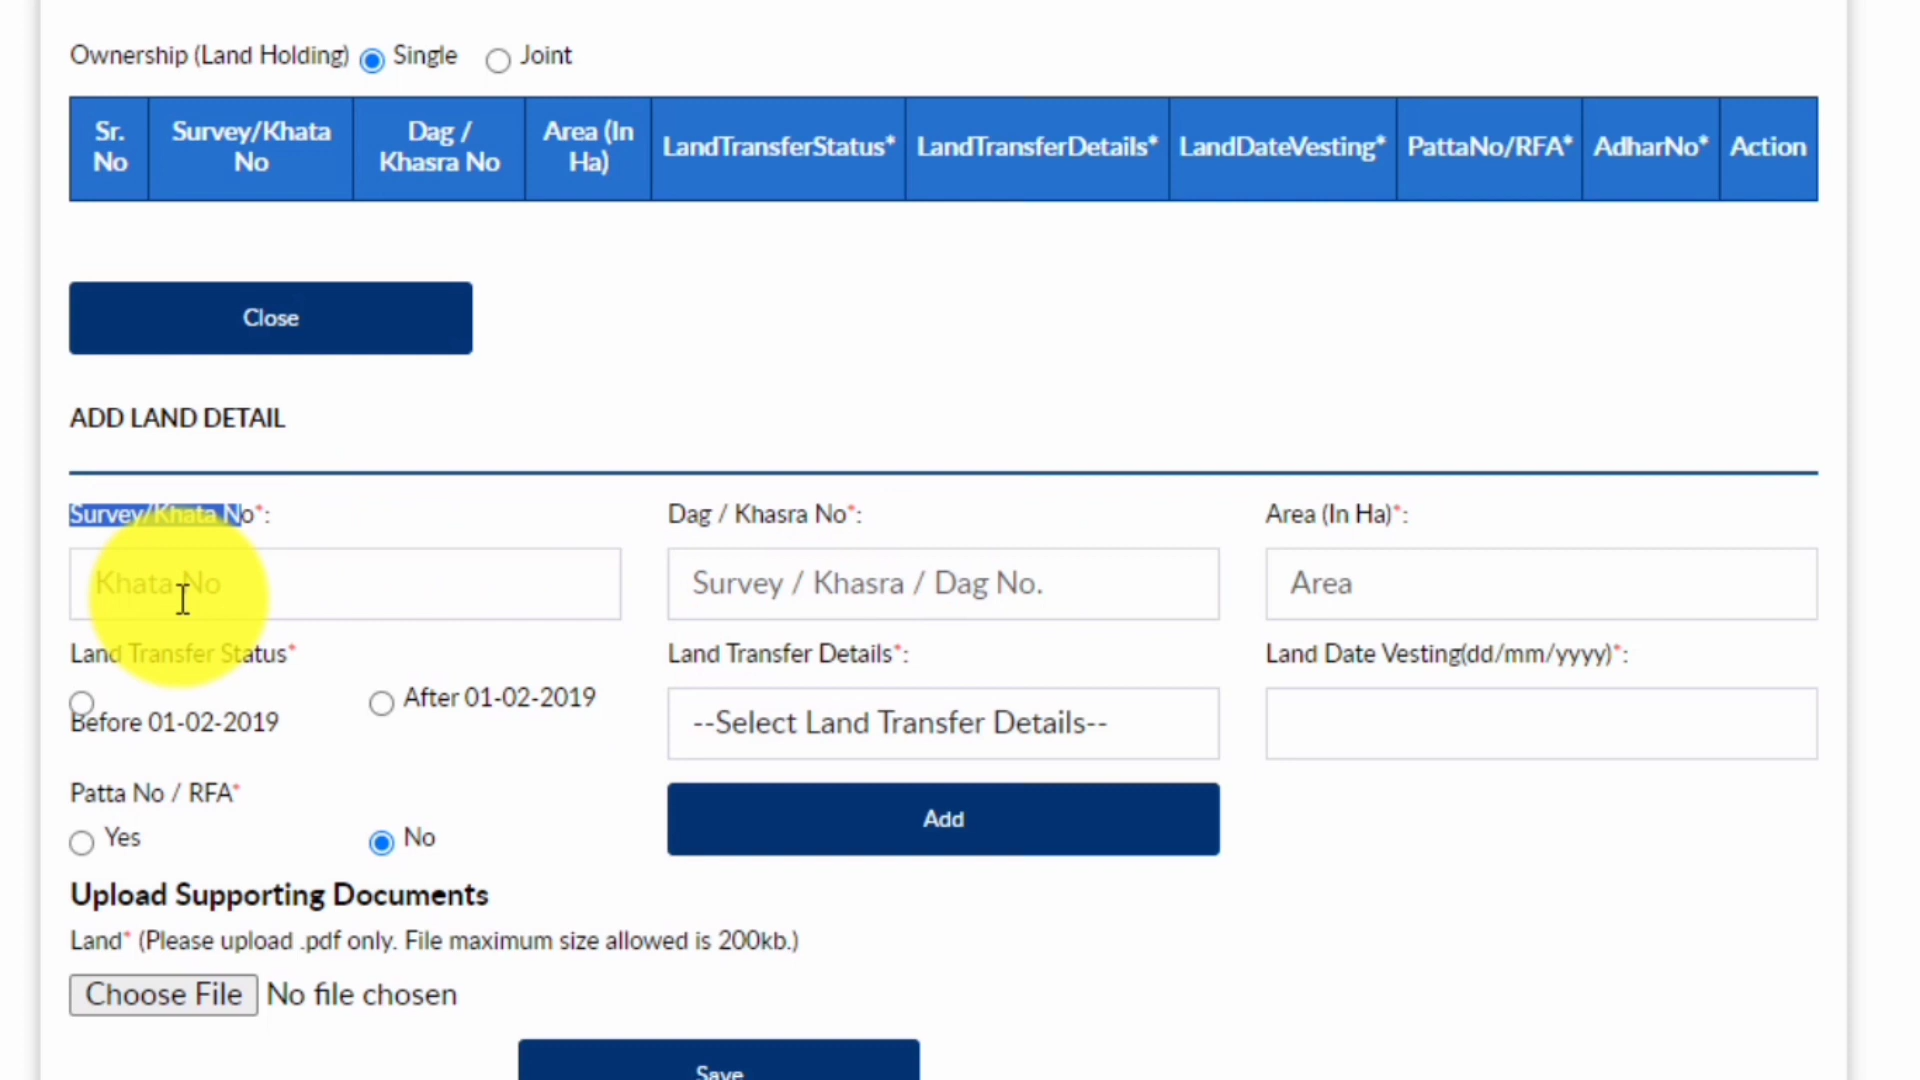 Ownership (Land Holding) Single Joint
Sr. No Survey/Khata No Dag / Khasra No Area (In Ha) LandTransferStatus* LandTransferDetails* LandDateVesting* PattaNo/RFA* AdharNo* Action
Close
ADD LAND DETAIL
Survey/Khata No*: Dag / Khasra No*: Area (In Ha)*:
Khata No Survey / Khasra / Dag No. Area
Land Transfer Status* Land Transfer Details*: Land Date Vesting(dd/mm/yyyy)*:
After 01-02-2019
Before 01-02-2019 --Select Land Transfer Details--
Patta No / RFA*
Add
Yes No
Upload Supporting Documents
Land* (Please upload .pdf only. File maximum size allowed is 200kb.)
Choose File No file chosen
Save